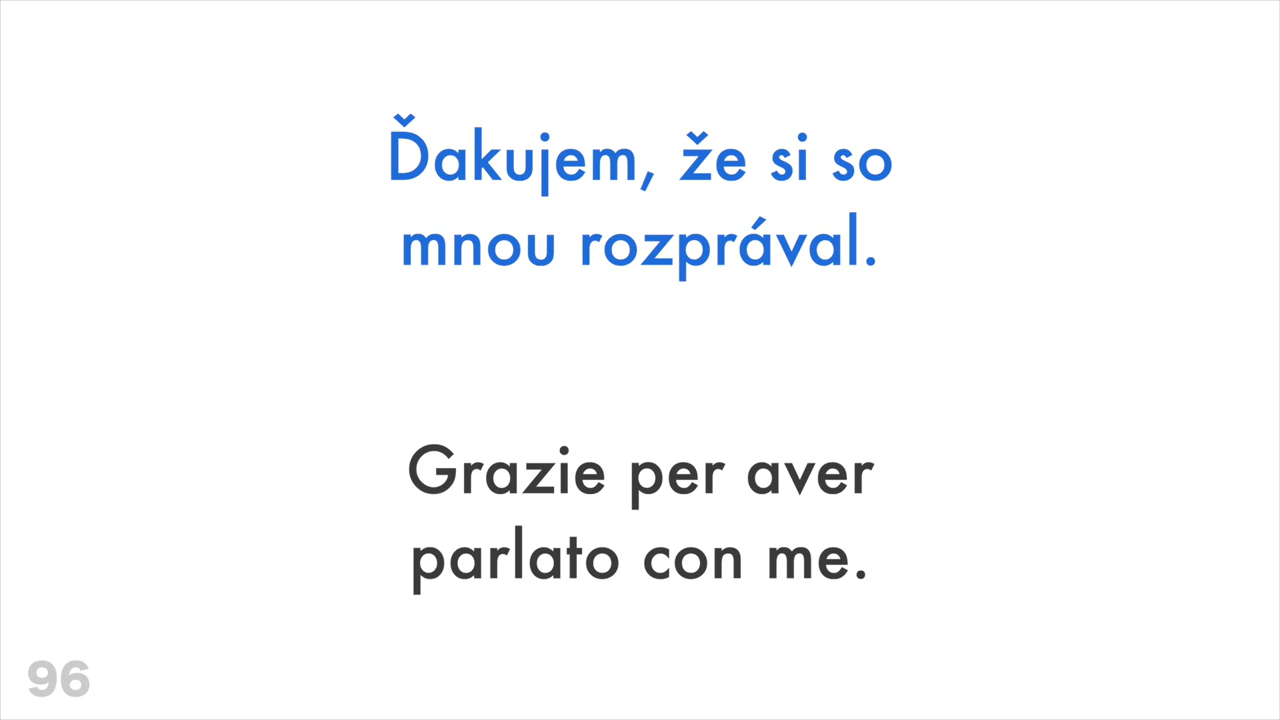 Ďakujem, že si so
mnou rozprával.
Grazie per aver
parlato con me.
96